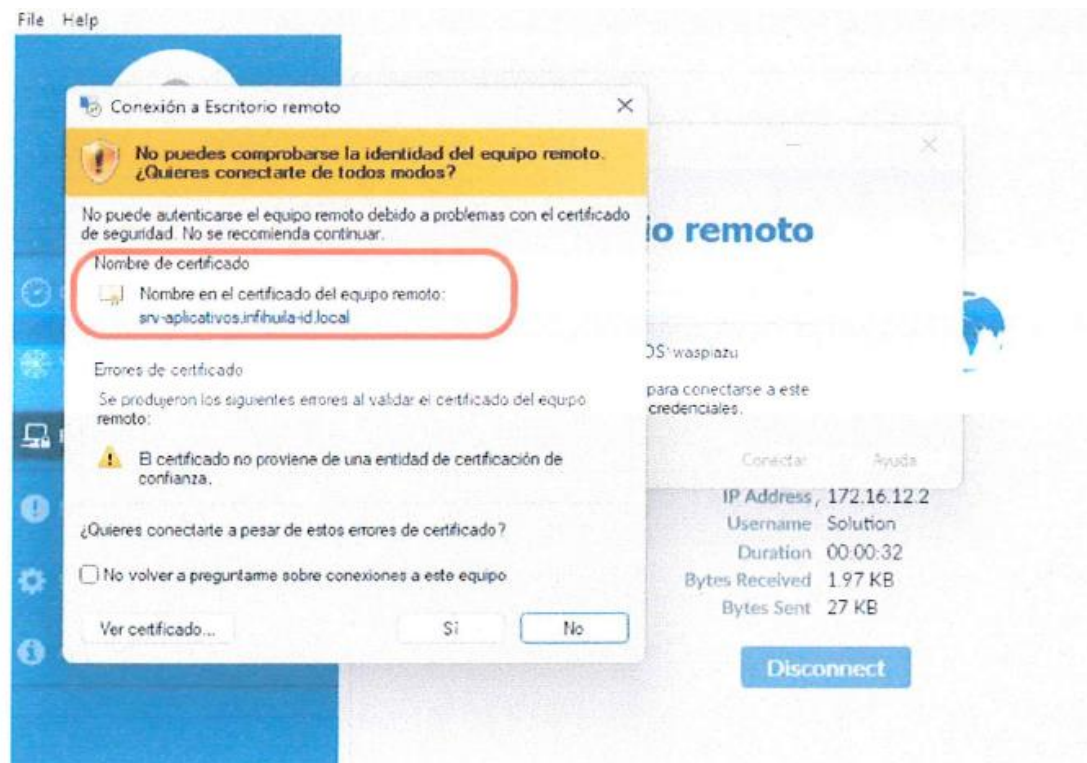 File Help
Conexión a Escritorio remoto
No puedes comprobarse la identidad del equipo remoto.
¿Quieres conectarte de todos modos?
No puede autenticarse el equipo remoto debido a problemas con el certificado
de seguridad. No se recomienda continuar.
Nombre de certificado
Nombre en el certificado del equipo remoto:
srv-aplicativos.infihuila-id.local
Errores de certificado
Se produjeron los siguientes errores al validar el certificado del equipo
remoto:
El certificado no proviene de una entidad de certificación de
confianza.
¿Quieres conectarte a pesar de estos errores de certificado?
No volver a preguntarme sobre conexiones a este equipo
Ver certificado...
Sí
No
io remoto
waspiazu
para conectarse a este
credenciales.
Conectar
Ayuda
IP Address, 172.16.12.2
Username Solution
Duration 00:00:32
Bytes Received 1.97 KB
Bytes Sent 27 KB
Disconnect